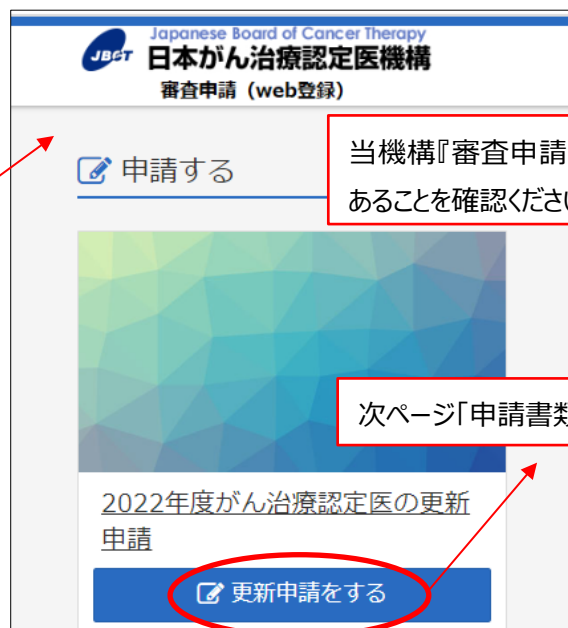 Japanese Board of Cancer Therapy
JBCT 日本がん治療認定医機構
審査申請(web登録)
当機構『審査申請
あることを確認ください
申請する
次ページ「申請書類
2022年度がん治療認定医の更新
申請
更新申請をする